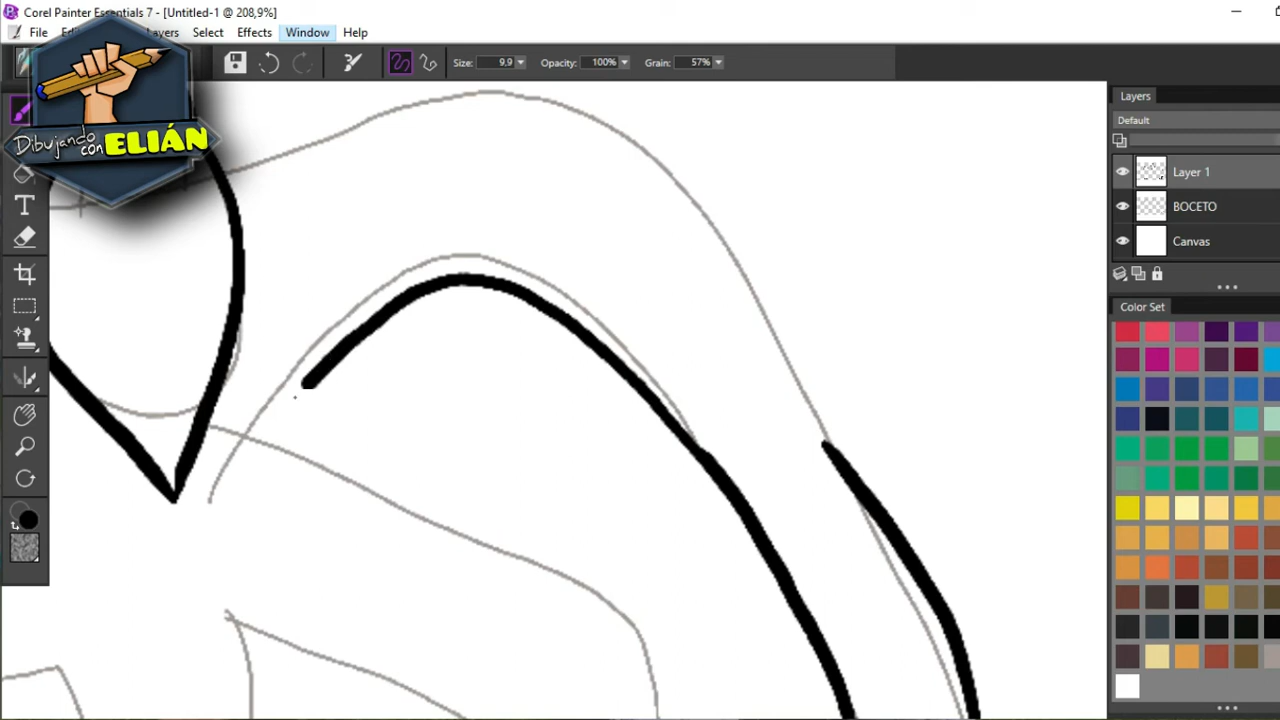 Corel Painter Essentials 7 - [Untitled-1 @ 208,9%]
File Layers Select Effects Window Help
Size: 9,9 Opacity: 100% Grain: 57%
Dibujando
con ELIÁN
T
Layers
Default
Layer 1
BOCETO
Canvas
Color Set